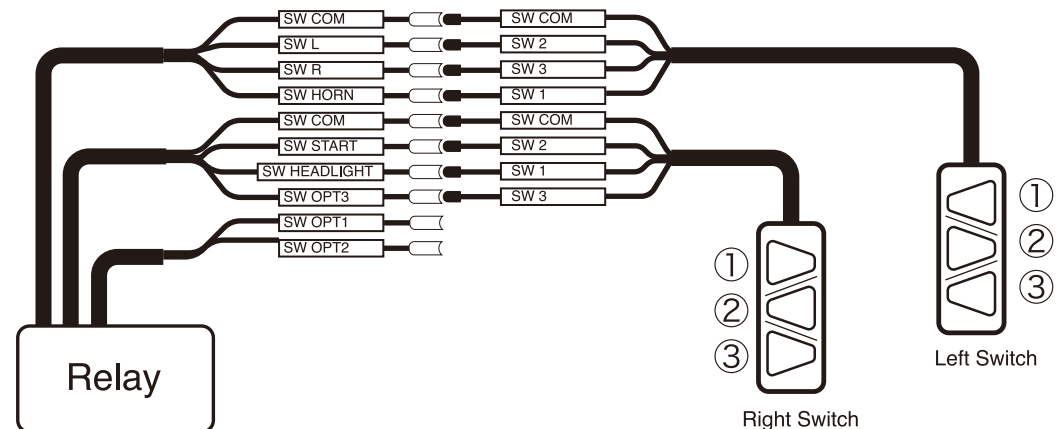 SW COM SW COM
SW L SW 2
SW R SW 3
SW HORN SW 1
SW COM SW COM
SW START SW 2
SW HEADLIGHT SW 1
SW OPT3 SW 3
SW OPT1
SW OPT2
①
②
③
Left Switch
①
②
③
Right Switch
Relay